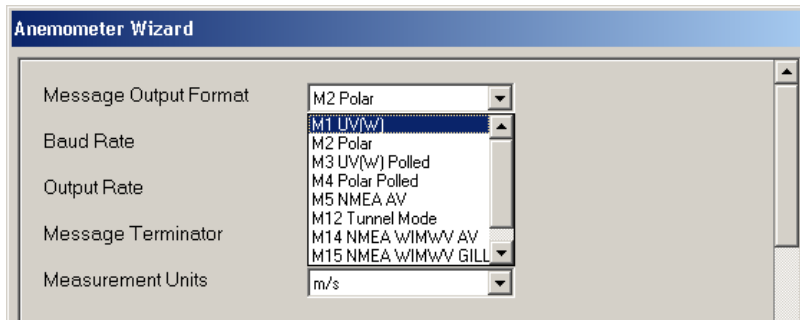 Anemometer Wizard
Message Output Format
M2 Polar
M1 UV(W)
M2 Polar
M3 UV(W) Polled
M4 Polar Polled
M5 NMEA AV
M12 Tunnel Mode
M14 NMEA WIMWV AV
M15 NMEA WIMWV GILL
Baud Rate
Output Rate
Message Terminator
Measurement Units
m/s